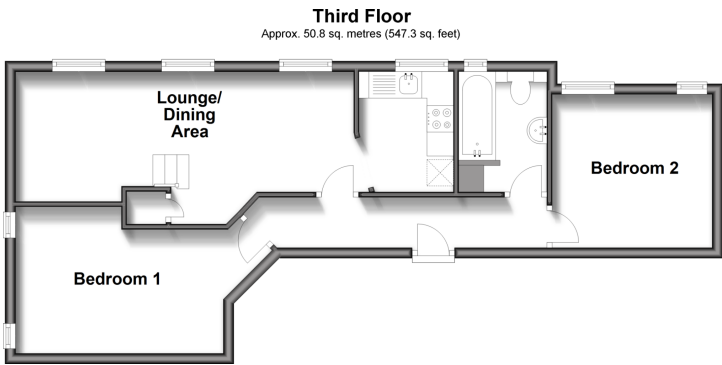 Third Floor
Approx. 50.8 sq. metres (547.3 sq. feet)
Lounge/
Dining
Area
Bedroom 2
Bedroom 1